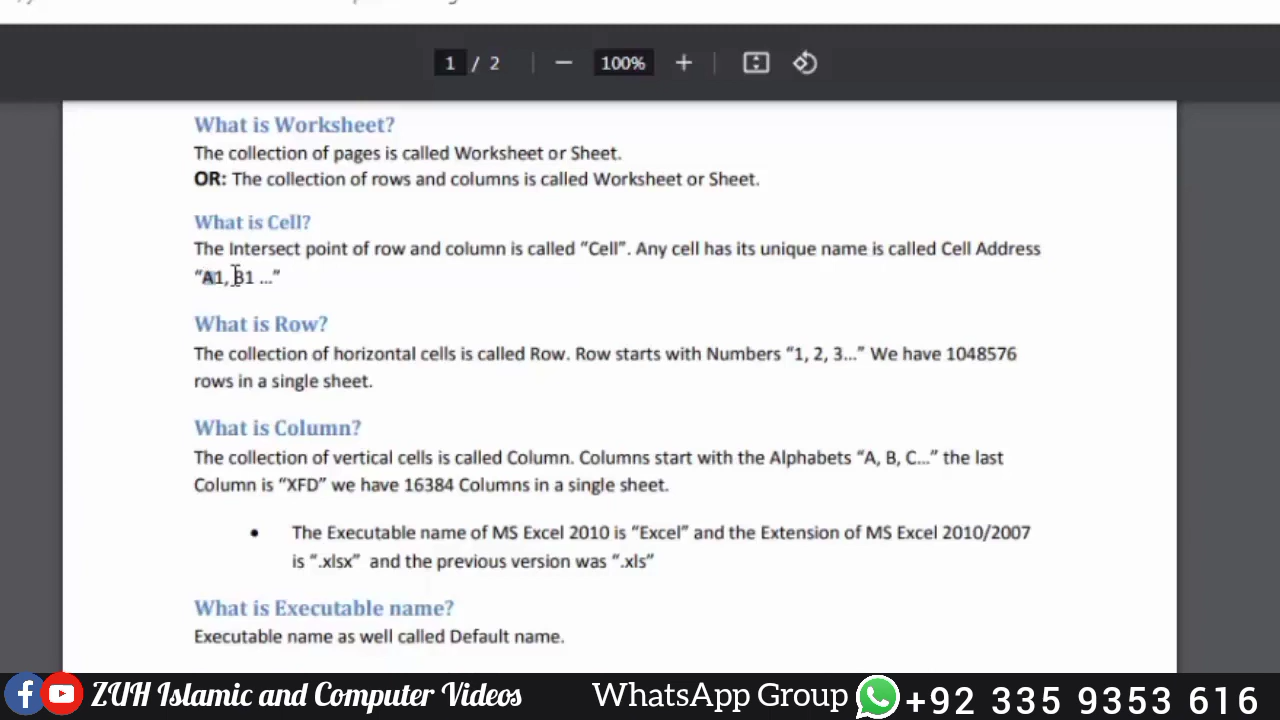 1 / 2
100%
What is Worksheet?
The collection of pages is called Worksheet or Sheet.
OR: The collection of rows and columns is called Worksheet or Sheet.
What is Cell?
The Intersect point of row and column is called “Cell”. Any cell has its unique name is called Cell Address
“A1, B1 …”
What is Row?
The collection of horizontal cells is called Row. Row starts with Numbers “1, 2, 3…” We have 1048576
rows in a single sheet.
What is Column?
The collection of vertical cells is called Column. Columns start with the Alphabets “A, B, C…” the last
Column is “XFD” we have 16384 Columns in a single sheet.
• The Executable name of MS Excel 2010 is “Excel” and the Extension of MS Excel 2010/2007
is “.xlsx” and the previous version was “.xls”
What is Executable name?
Executable name as well called Default name.
ZUH Islamic and Computer Videos WhatsApp Group +92 335 9353 616